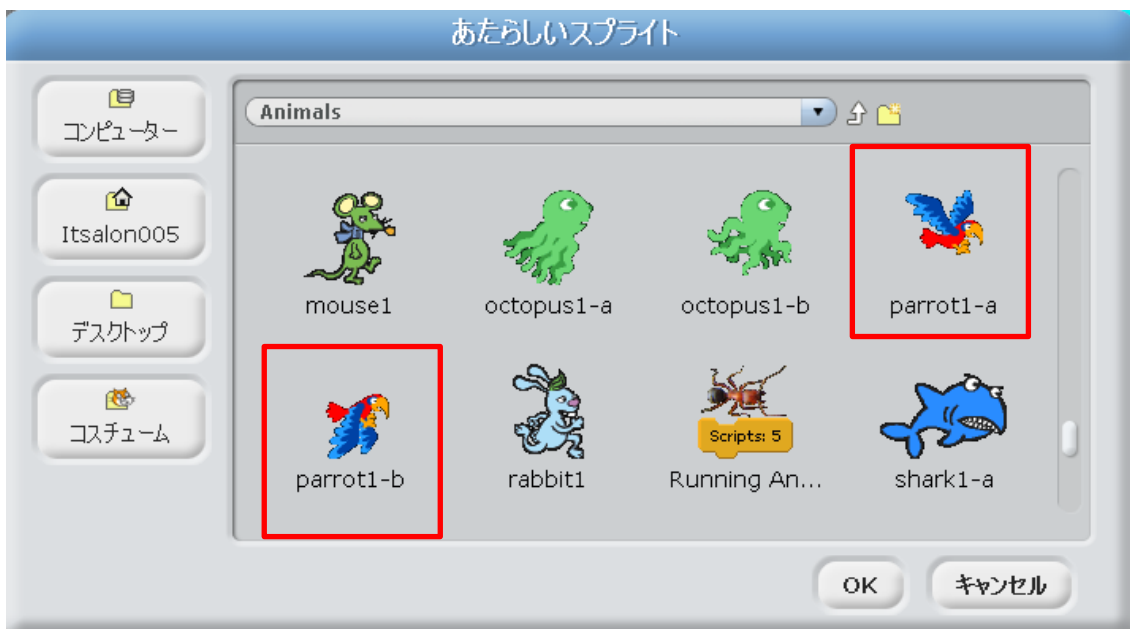 あたらしいスプライト
コンピューター
Itsalon005
デスクトップ
コスチューム
Animals
mouse1
octopus1-a
octopus1-b
parrot1-a
Scripts: 5
parrot1-b
rabbit1
Running An...
shark1-a
OK
キャンセル